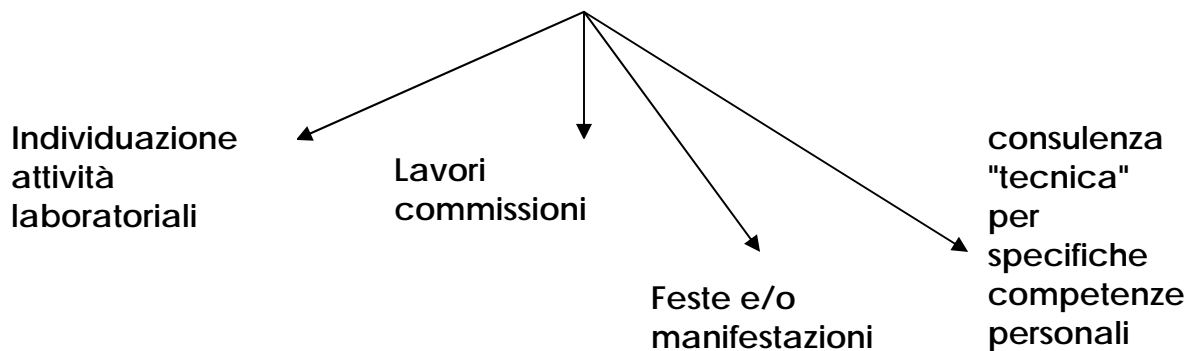 Individuazione
attività
laboratoriali
Lavori
commissioni
Feste e/o
manifestazioni
consulenza
"tecnica"
per
specifiche
competenze
personali